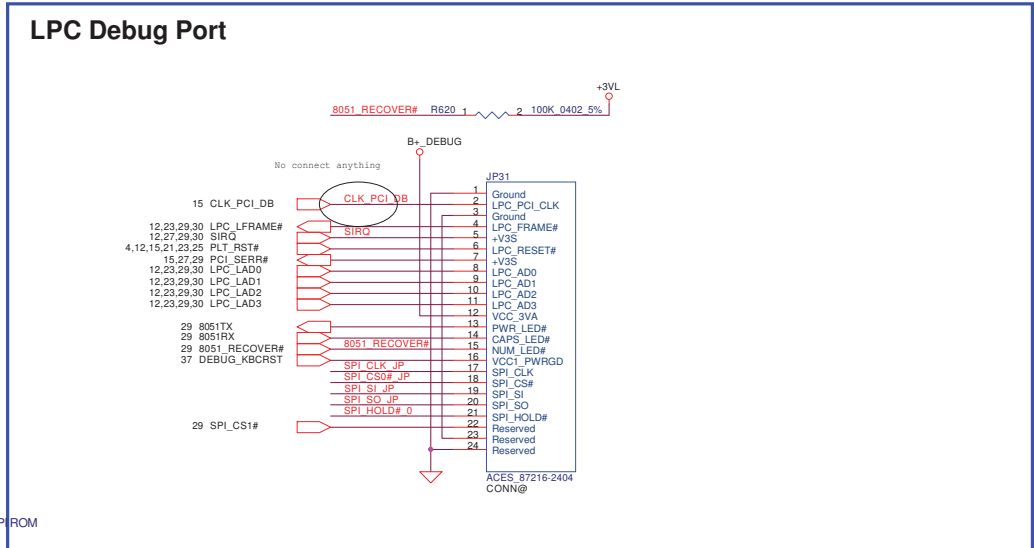 LPC Debug Port
+3VL
8051_RECOVER# R620 1 2 100K_0402_5%
B+_DEBUG
No connect anything
JP31
15 CLK_PCI_DB CLK_PCI_DB
12,23,29,30 LPC_LFRAME#
12,27,29,30 SIRQ SIRQ
4,12,15,21,23,25 PLT_RST#
15,27,29 PCI_SERR#
12,23,29,30 LPC_LAD0
12,23,29,30 LPC_LAD1
12,23,29,30 LPC_LAD2
12,23,29,30 LPC_LAD3
29 8051TX
29 8051RX
29 8051_RECOVER# 8051_RECOVER#
37 DEBUG_KBCRST
SPI_CLK_JP
SPI_CS0#_JP
SPI_SI_JP
SPI_SO_JP
SPI_HOLD#_0
29 SPI_CS1#
1 Ground
2 LPC_PCI_CLK
3 Ground
4 LPC_FRAME#
5 +V3S
6 LPC_RESET#
7 +V3S
8 LPC_AD0
9 LPC_AD1
10 LPC_AD2
11 LPC_AD3
12 VCC_3VA
13 PWR_LED#
14 CAPS_LED#
15 NUM_LED#
16 VCC1_PWRGD
17 SPI_CLK
18 SPI_CS#
19 SPI_SI
20 SPI_SO
21 SPI_HOLD#
22 Reserved
23 Reserved
24 Reserved
ACES_87216-2404
CONN@